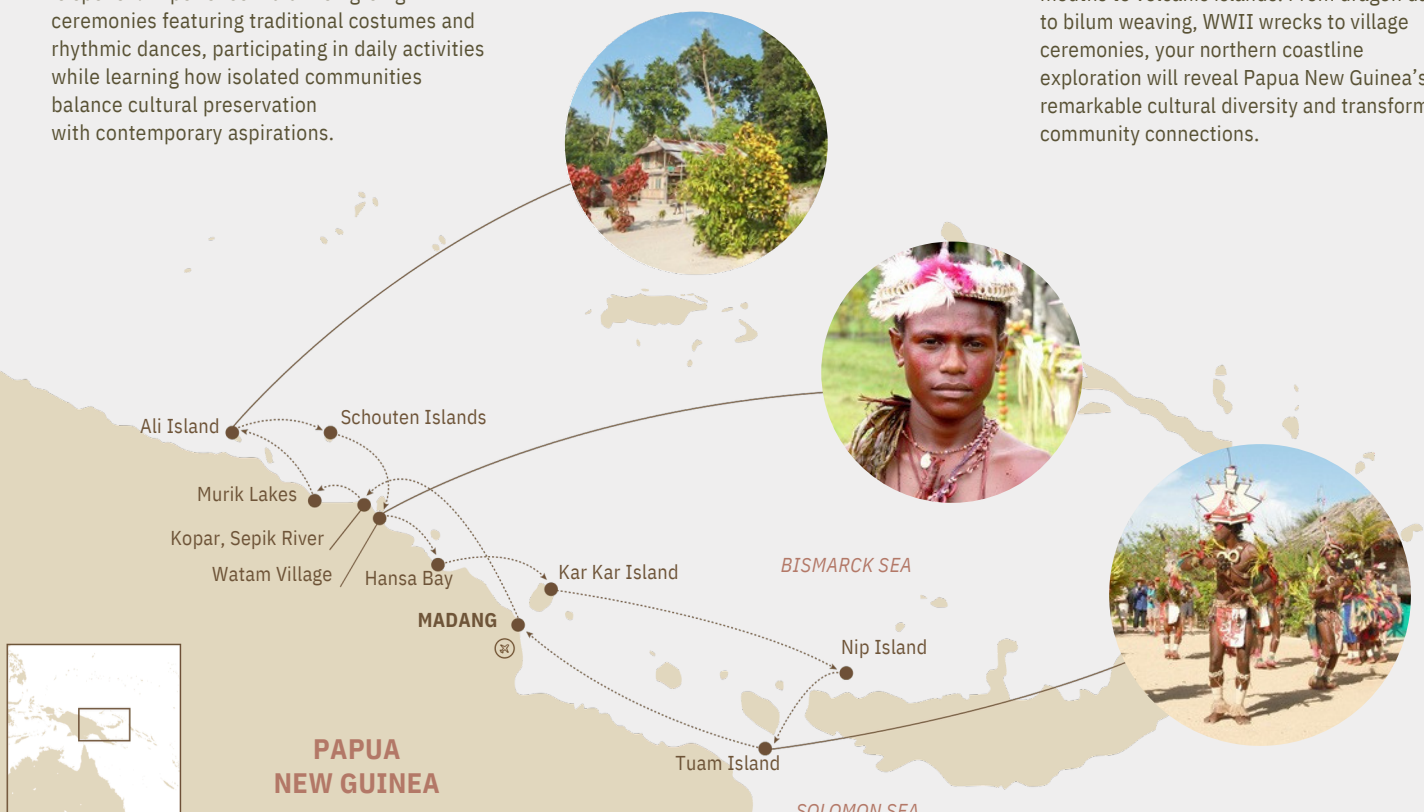 ceremonies featuring traditional costumes and
rhythmic dances, participating in daily activities
while learning how isolated communities
balance cultural preservation
with contemporary aspirations.
to bilum weaving, WWII wrecks to village
ceremonies, your northern coastline
exploration will reveal Papua New Guinea's
remarkable cultural diversity and transform
community connections.
Ali Island
Schouten Islands
Murik Lakes
Kopar, Sepik River
Watam Village
Hansa Bay
Kar Kar Island
BISMARCK SEA
MADANG
Nip Island
PAPUA
NEW GUINEA
Tuam Island
SOLOMON SEA